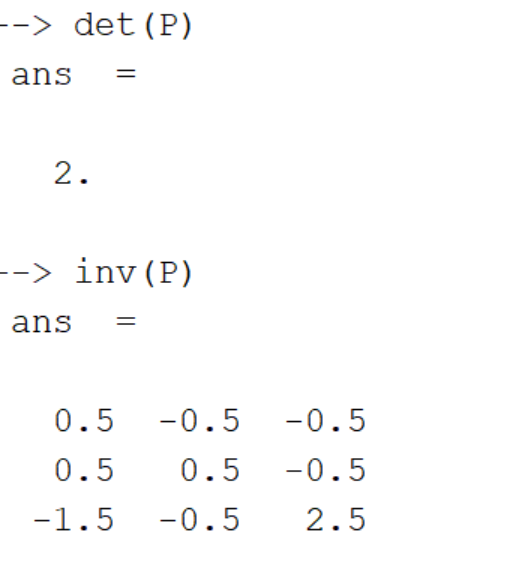 --> det(P)
ans  =
2.
--> inv(P)
ans  =
0.5  -0.5  -0.5
0.5   0.5  -0.5
-1.5  -0.5   2.5